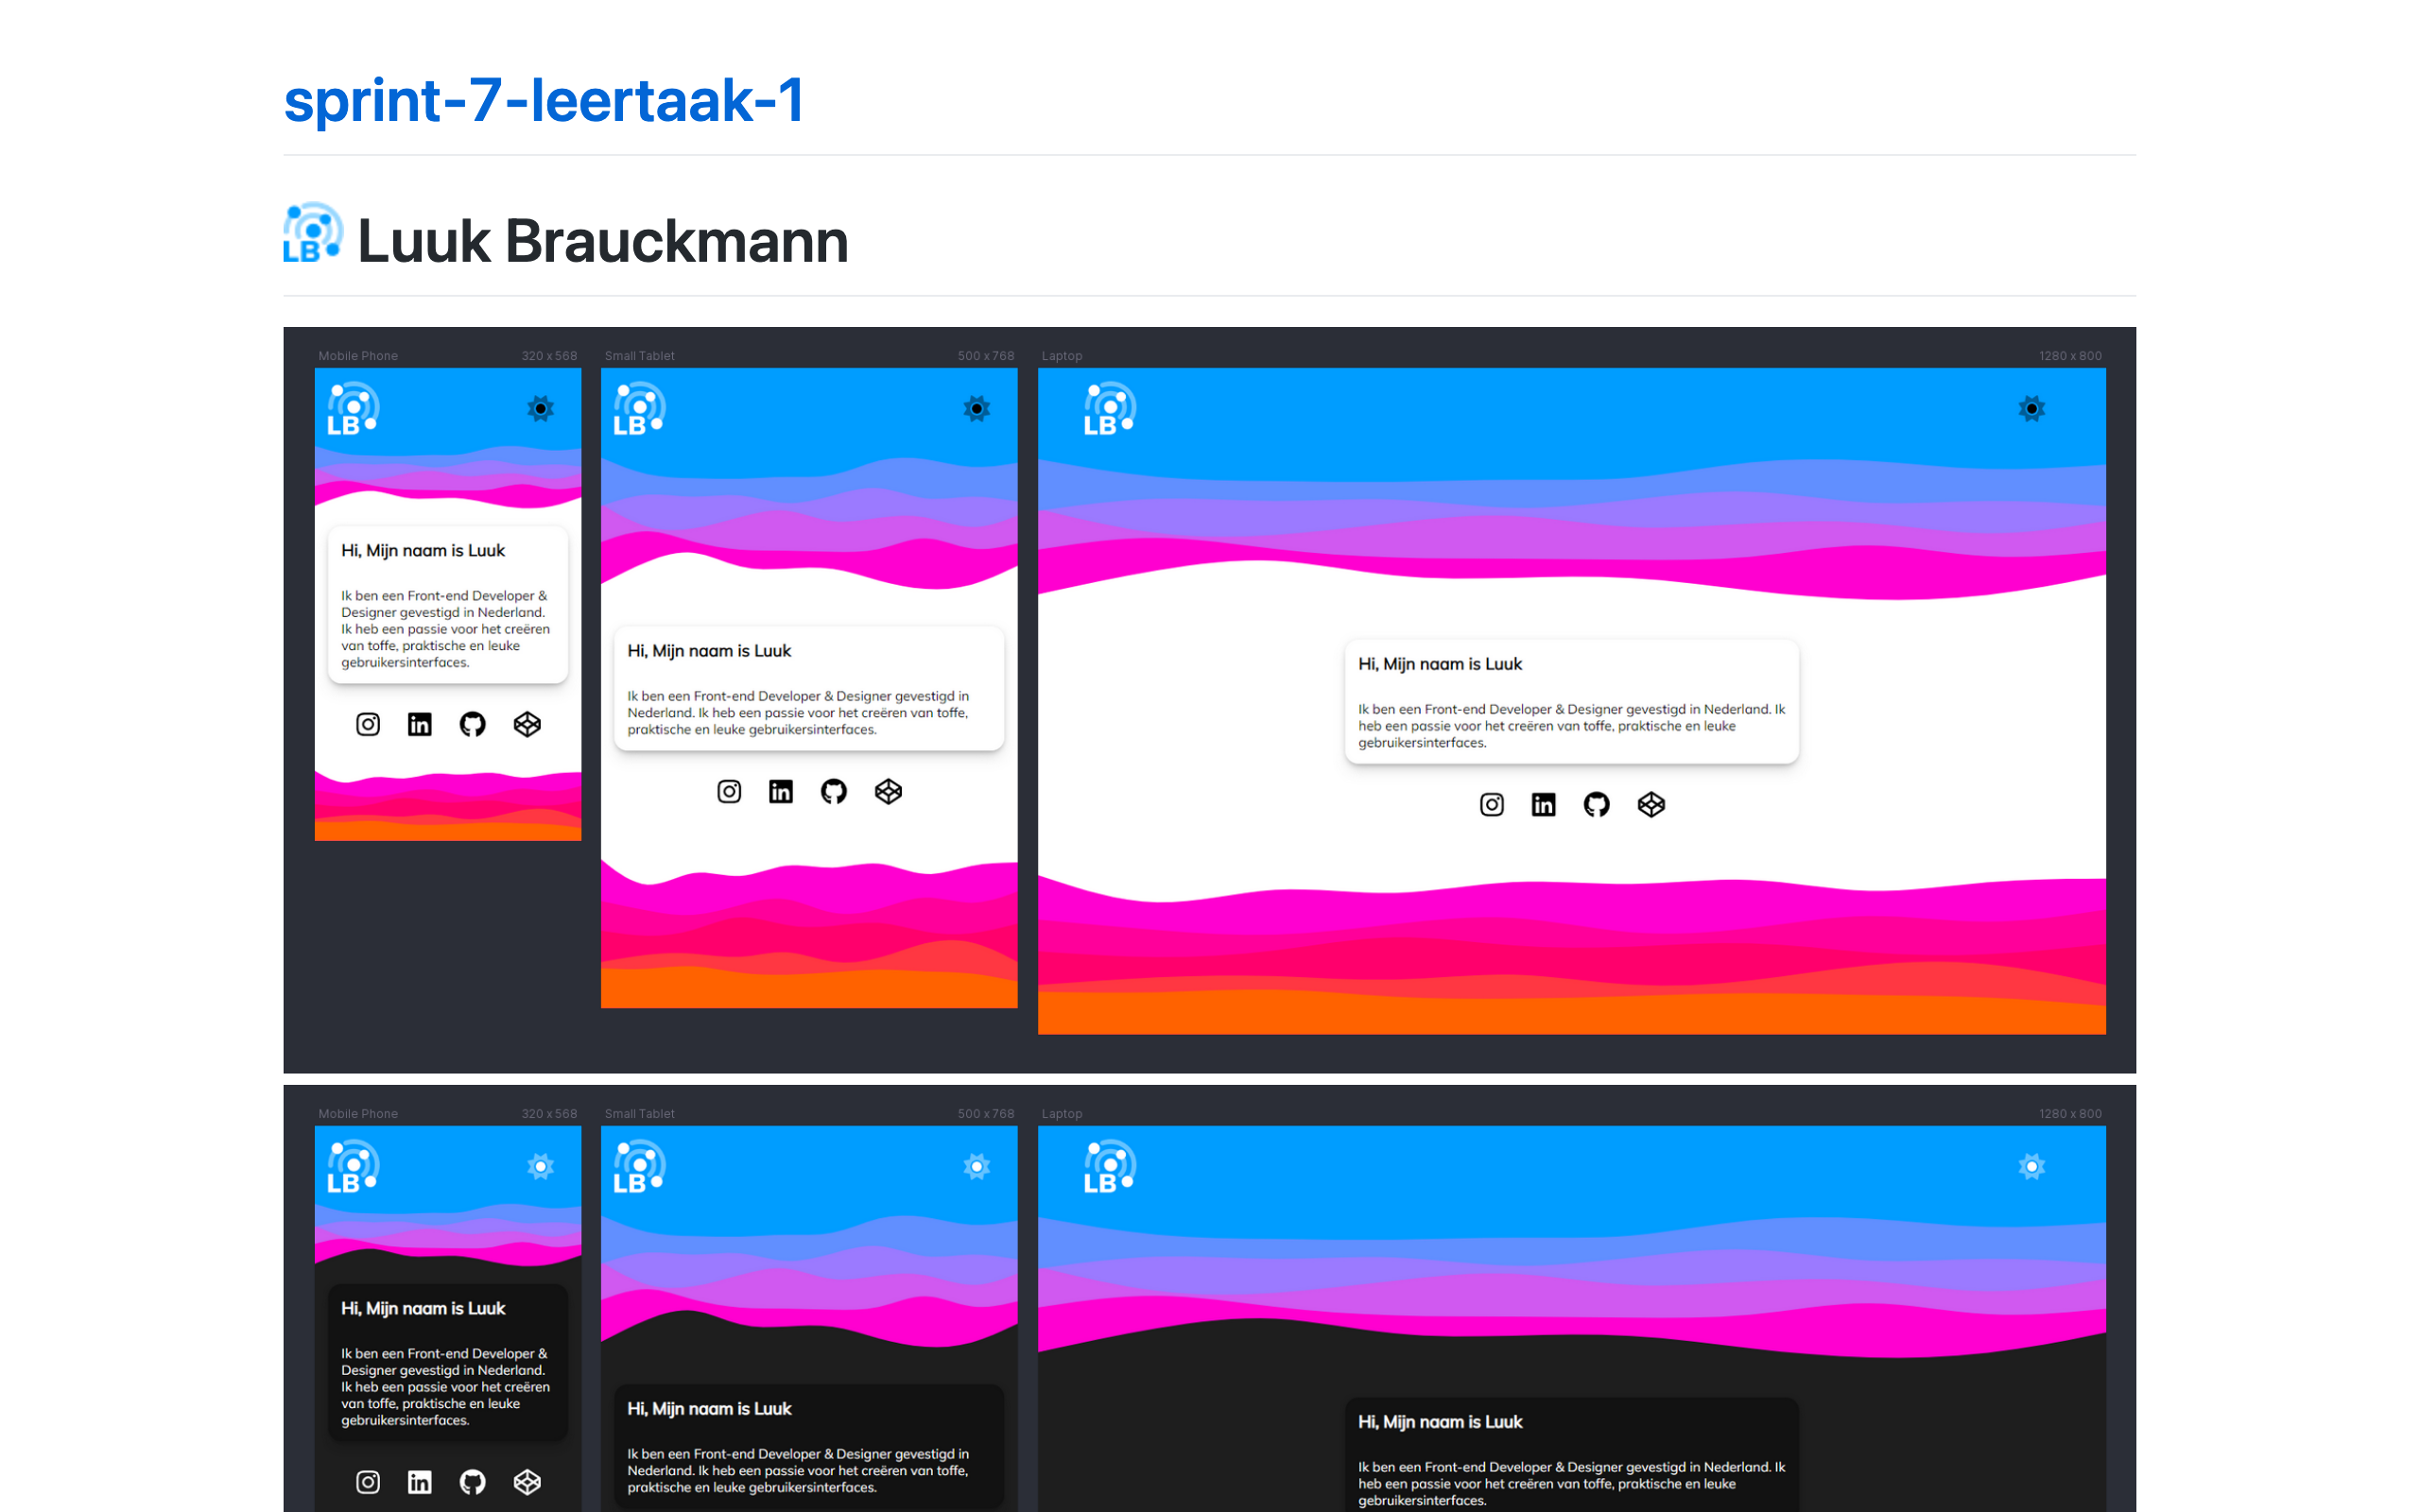 sprint-7-leertaak-1
LB
Luuk Brauckmann
Mobile Phone 320 x 568
LB
Hi, Mijn naam is Luuk
Ik ben een Front-end Developer &
Designer gevestigd in Nederland.
Ik heb een passie voor het creëren
van toffe, praktische en leuke
gebruikersinterfaces.
in
Small Tablet 500 x 768
LB
Hi, Mijn naam is Luuk
Ik ben een Front-end Developer & Designer gevestigd in
Nederland. Ik heb een passie voor het creëren van toffe,
praktische en leuke gebruikersinterfaces.
in
Laptop 1280 x 800
LB
Hi, Mijn naam is Luuk
Ik ben een Front-end Developer & Designer gevestigd in Nederland. Ik
heb een passie voor het creëren van toffe, praktische en leuke
gebruikersinterfaces.
in
Mobile Phone 320 x 568
LB
Hi, Mijn naam is Luuk
Ik ben een Front-end Developer &
Designer gevestigd in Nederland.
Ik heb een passie voor het creëren
van toffe, praktische en leuke
gebruikersinterfaces.
in
Small Tablet 500 x 768
LB
Hi, Mijn naam is Luuk
Ik ben een Front-end Developer & Designer gevestigd in
Nederland. Ik heb een passie voor het creëren van toffe,
praktische en leuke gebruikersinterfaces.
Laptop 1280 x 800
LB
Hi, Mijn naam is Luuk
Ik ben een Front-end Developer & Designer gevestigd in Nederland. Ik
heb een passie voor het creëren van toffe, praktische en leuke
gebruikersinterfaces.